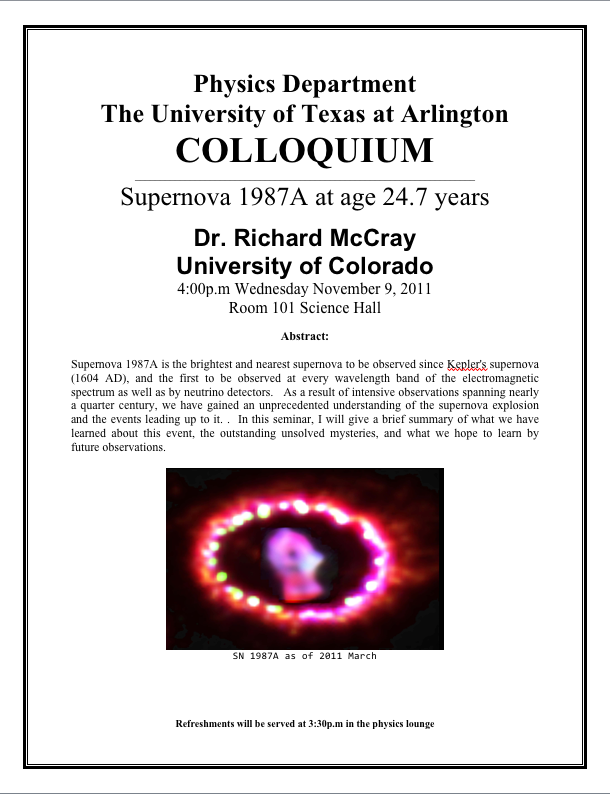 Physics Department
The University of Texas at Arlington
COLLOQUIUM
Supernova 1987A at age 24.7 years
Dr. Richard McCray
University of Colorado
4:00p.m Wednesday November 9, 2011
Room 101 Science Hall
Abstract:
Supernova 1987A is the brightest and nearest supernova to be observed since Kepler's supernova
(1604 AD), and the first to be observed at every wavelength band of the electromagnetic
spectrum as well as by neutrino detectors. As a result of intensive observations spanning nearly
a quarter century, we have gained an unprecedented understanding of the supernova explosion
and the events leading up to it. . In this seminar, I will give a brief summary of what we have
learned about this event, the outstanding unsolved mysteries, and what we hope to learn by
future observations.
SN 1987A as of 2011 March
Refreshments will be served at 3:30p.m in the physics lounge